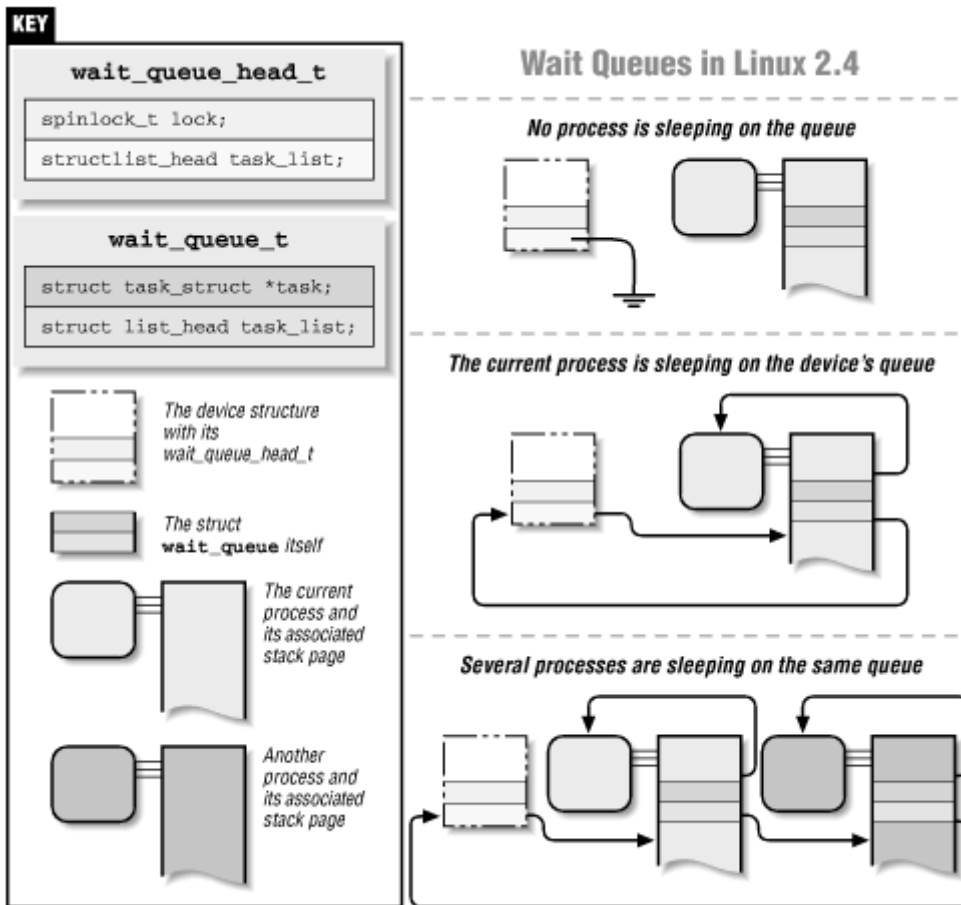 KEY
wait_queue_head_t
spinlock_t lock;
structlist_head task_list;
wait_queue_t
struct task_struct *task;
struct list_head task_list;
The device structure
with its
wait_queue_head_t
The struct
wait_queue itself
The current
process and
its associated
stack page
Another
process and
its associated
stack page
Wait Queues in Linux 2.4
No process is sleeping on the queue
The current process is sleeping on the device's queue
Several processes are sleeping on the same queue